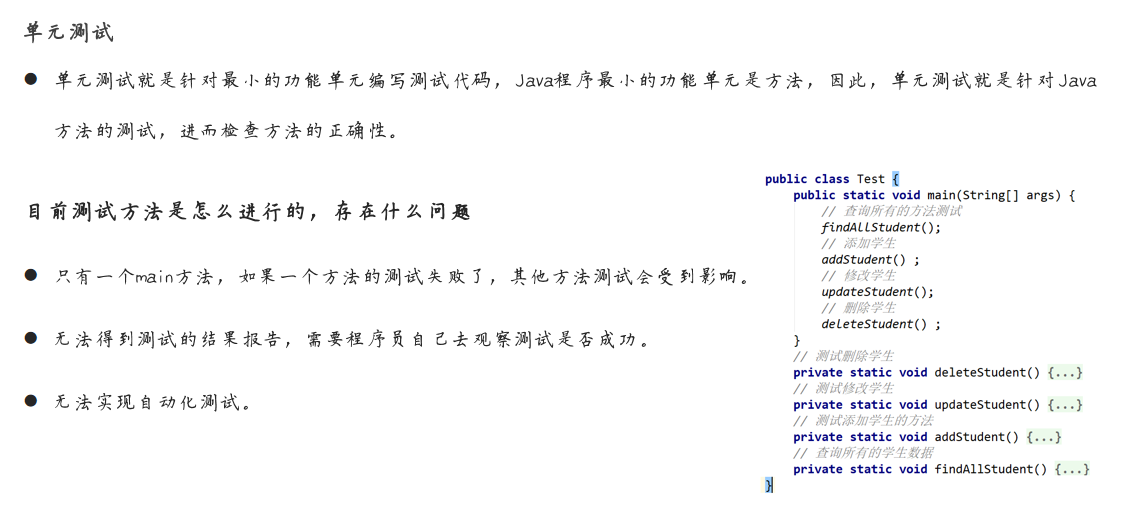 单元测试
● 单元测试就是针对最小的功能单元编写测试代码，Java程序最小的功能单元是方法，因此，单元测试就是针对Java
方法的测试，进而检查方法的正确性。
目前测试方法是怎么进行的，存在什么问题
● 只有一个main方法，如果一个方法的测试失败了，其他方法测试会受到影响。
● 无法得到测试的结果报告，需要程序员自己去观察测试是否成功。
● 无法实现自动化测试。
public class Test {
    public static void main(String[] args) {
        // 查询所有的方法测试
        findAllStudent();
        // 添加学生
        addStudent() ;
        // 修改学生
        updateStudent();
        // 删除学生
        deleteStudent() ;
    }
    // 测试删除学生
    private static void deleteStudent() {...}
    // 测试修改学生
    private static void updateStudent() {...}
    // 测试添加学生的方法
    private static void addStudent() {...}
    // 查询所有的学生数据
    private static void findAllStudent() {...}
}